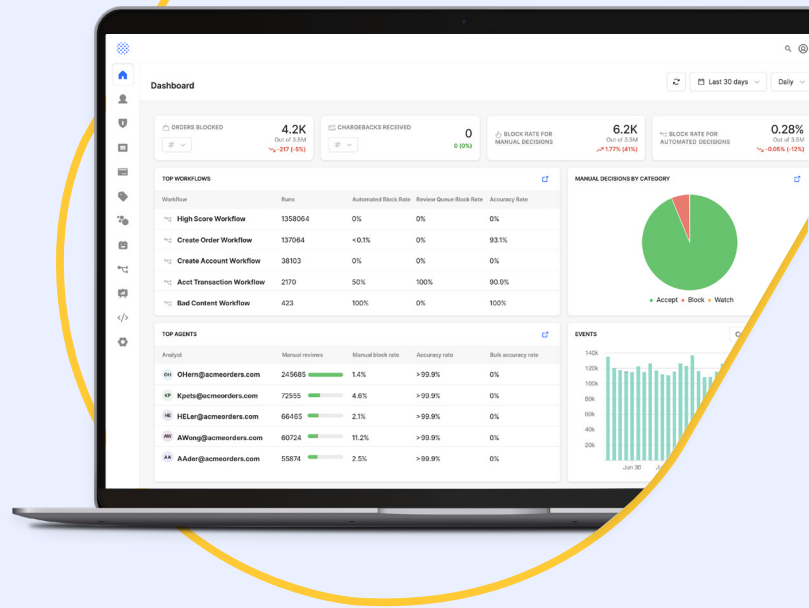 Dashboard
Last 30 days
Daily
ORDERS BLOCKED
#
4.2K
Out of 3.5M
-217 (-5%)
CHARGEBACKS RECEIVED
#
0
0 (0%)
BLOCK RATE FOR
MANUAL DECISIONS
6.2K
Out of 3.5M
1.77% (41%)
BLOCK RATE FOR
AUTOMATED DECISIONS
0.28%
Out of 3.5M
-0.05% (-12%)
TOP WORKFLOWS
Workflow Runs Automated Block Rate Review Queue Block Rate Accuracy Rate
High Score Workflow 1358064 0% 0% 0%
Create Order Workflow 137064 <0.1% 0% 93.1%
Create Account Workflow 38103 0% 0% 0%
Acct Transaction Workflow 2170 50% 100% 90.9%
Bad Content Workflow 423 100% 0% 100%
MANUAL DECISIONS BY CATEGORY
Accept Block Watch
TOP AGENTS
Analyst Manual reviews Manual block rate Accuracy rate Bulk accuracy rate
OH OHern@acmeorders.com 245685 1.4% >99.9% 0%
KP Kpets@acmeorders.com 72555 4.6% >99.9% 0%
HE HELer@acmeorders.com 66465 2.1% >99.9% 0%
AW AWong@acmeorders.com 60724 11.2% >99.9% 0%
AA AAder@acmeorders.com 55874 2.5% >99.9% 0%
EVENTS
140k
120k
100k
80k
60k
40k
20k
Jun 30